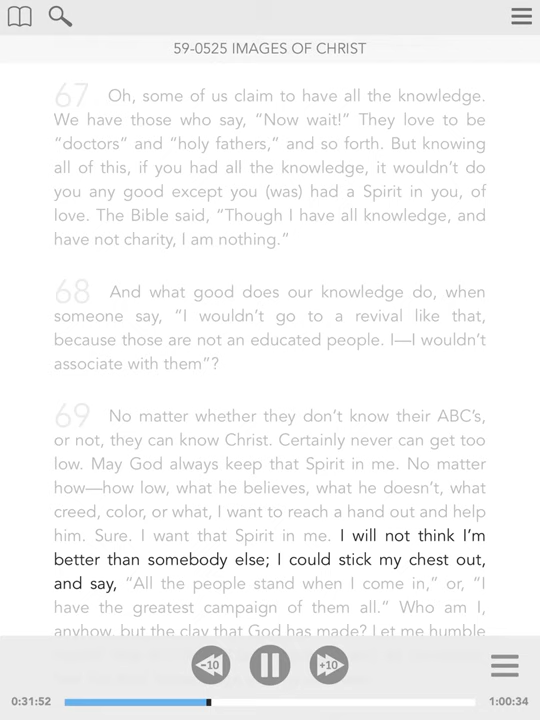 59-0525 IMAGES OF CHRIST
67 Oh, some of us claim to have all the knowledge.
We have those who say, “Now wait!” They love to be
“doctors” and “holy fathers,” and so forth. But knowing
all of this, if you had all the knowledge, it wouldn’t do
you any good except you (was) had a Spirit in you, of
love. The Bible said, “Though I have all knowledge, and
have not charity, I am nothing.”
68 And what good does our knowledge do, when
someone say, “I wouldn’t go to a revival like that,
because those are not an educated people. I—I wouldn’t
associate with them”?
69 No matter whether they don’t know their ABC’s,
or not, they can know Christ. Certainly never can get too
low. May God always keep that Spirit in me. No matter
how—how low, what he believes, what he doesn’t, what
creed, color, or what, I want to reach a hand out and help
him. Sure. I want that Spirit in me. I will not think I’m
better than somebody else; I could stick my chest out,
and say, “All the people stand when I come in,” or, “I
have the greatest campaign of them all.” Who am I,
anyhow, but the clay that God has made? Let me humble
-10
+10
0:31:52
1:00:34